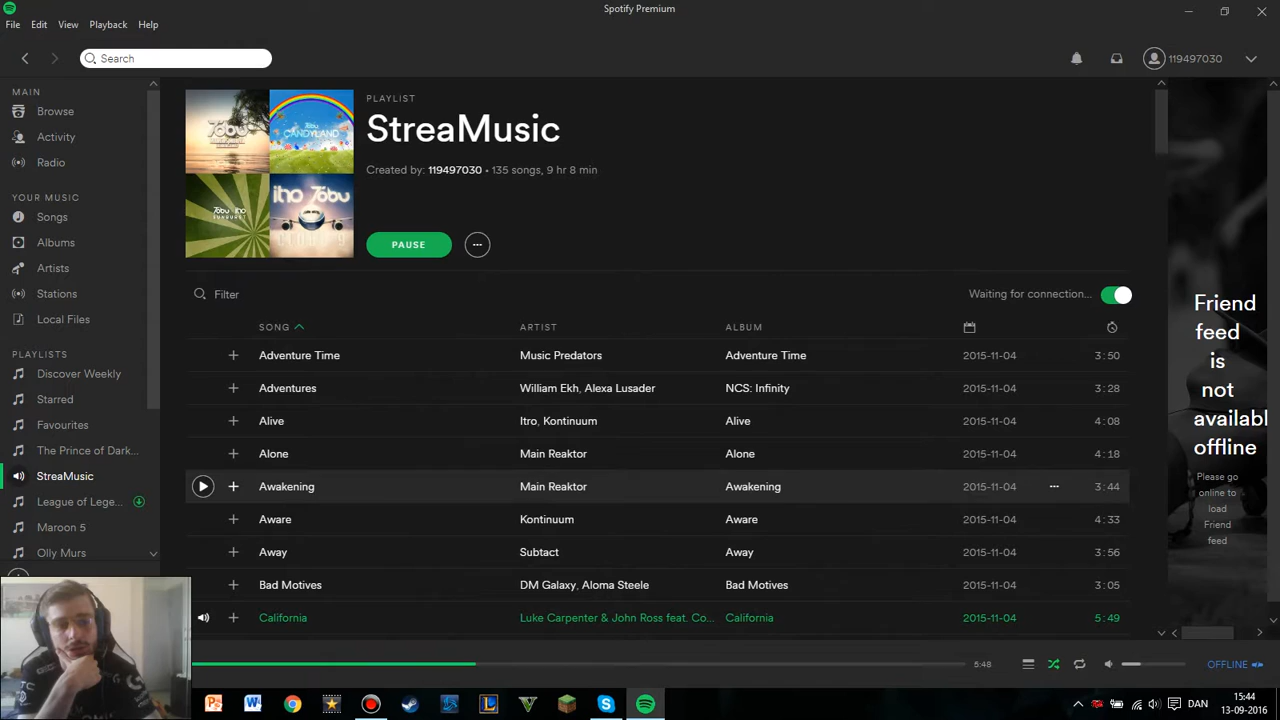 Spotify Premium
File Edit View Playback Help
Search
119497030
MAIN
Browse
Activity
Radio
YOUR MUSIC
Songs
Albums
Artists
Stations
Local Files
PLAYLISTS
Discover Weekly
Starred
Favourites
The Prince of Dark...
StreaMusic
League of Lege...
Maroon 5
Olly Murs
Tobu
Tobu
CANDYLAND
Tobu Itro
SUNBURST
itro Tobu
PLAYLIST
StreaMusic
Created by: 119497030 • 135 songs, 9 hr 8 min
PAUSE
Filter
Waiting for connection...
SONG ARTIST ALBUM
Adventure Time Music Predators Adventure Time 2015-11-04 3:50
Adventures William Ekh, Alexa Lusader NCS: Infinity 2015-11-04 3:28
Alive Itro, Kontinuum Alive 2015-11-04 4:08
Alone Main Reaktor Alone 2015-11-04 4:18
Awakening Main Reaktor Awakening 2015-11-04 ... 3:44
Aware Kontinuum Aware 2015-11-04 4:33
Away Subtact Away 2015-11-04 3:56
Bad Motives DM Galaxy, Aloma Steele Bad Motives 2015-11-04 3:05
California Luke Carpenter & John Ross feat. Co... California 2015-11-04 5:49
Friend
feed
is
not
availabl
offline
Please go
online to
load
Friend
feed
5:48
OFFLINE
DAN
15:44
13-09-2016